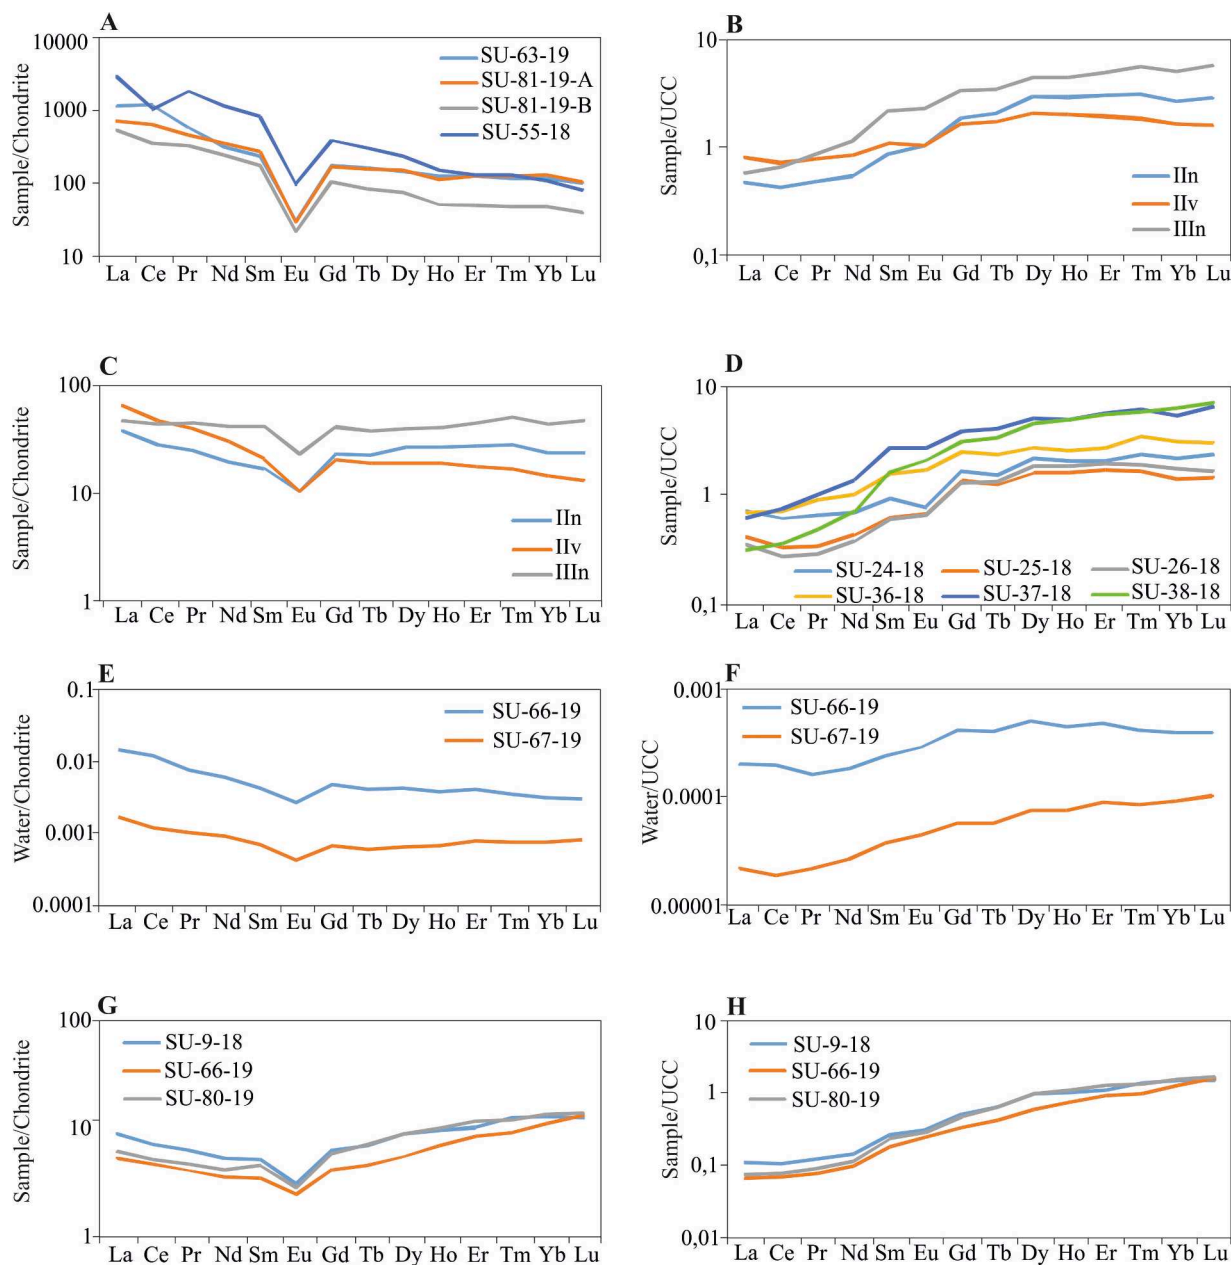 A
10000
1000
100
10
Sample/Chondrite
SU-63-19
SU-81-19-A
SU-81-19-B
SU-55-18
La Ce Pr Nd Sm Eu Gd Tb Dy Ho Er Tm Yb Lu
B
10
1
0,1
Sample/UCC
IIn
IIv
IIIn
La Ce Pr Nd Sm Eu Gd Tb Dy Ho Er Tm Yb Lu
C
100
10
1
Sample/Chondrite
IIn
IIv
IIIn
La Ce Pr Nd Sm Eu Gd Tb Dy Ho Er Tm Yb Lu
D
10
1
0,1
Sample/UCC
SU-24-18 SU-25-18 SU-26-18
SU-36-18 SU-37-18 SU-38-18
La Ce Pr Nd Sm Eu Gd Tb Dy Ho Er Tm Yb Lu
E
0.1
0.01
0.001
0.0001
Water/Chondrite
SU-66-19
SU-67-19
La Ce Pr Nd Sm Eu Gd Tb Dy Ho Er Tm Yb Lu
F
0.001
0.0001
0.00001
Water/UCC
SU-66-19
SU-67-19
La Ce Pr Nd Sm Eu Gd Tb Dy Ho Er Tm Yb Lu
G
100
10
1
Sample/Chondrite
SU-9-18
SU-66-19
SU-80-19
La Ce Pr Nd Sm Eu Gd Tb Dy Ho Er Tm Yb Lu
H
10
1
0,1
0,01
Sample/UCC
SU-9-18
SU-66-19
SU-80-19
La Ce Pr Nd Sm Eu Gd Tb Dy Ho Er Tm Yb Lu